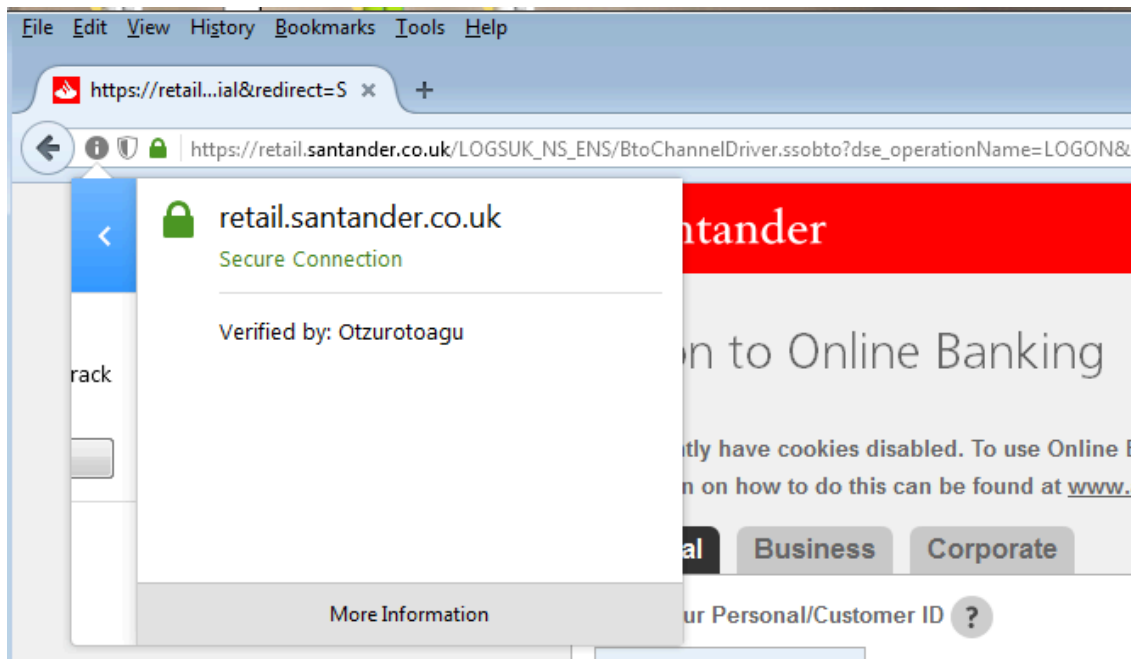 File Edit View History Bookmarks Tools Help
https://retail...ial&redirect=S
https://retail.santander.co.uk/LOGSUK_NS_ENS/BtoChannelDriver.ssobto?dse_operationName=LOGON&
retail.santander.co.uk
Secure Connection
Verified by: Otzurotoagu
More Information
rack
ntander
on to Online Banking
tly have cookies disabled. To use Online
n on how to do this can be found at www.
al Business Corporate
ur Personal/Customer ID ?